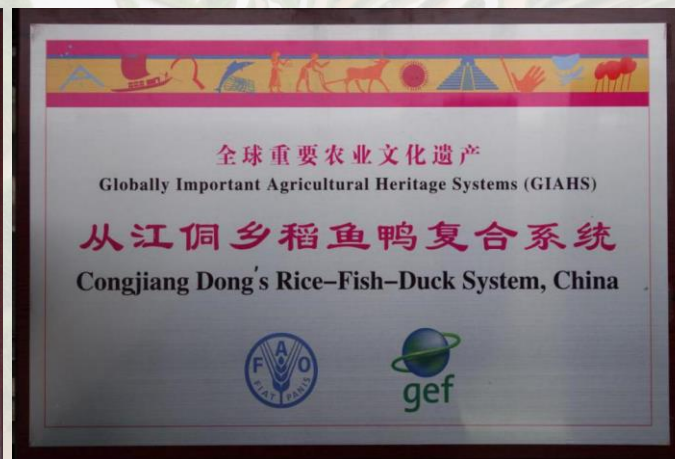 全球重要农业文化遗产
Globally Important Agricultural Heritage Systems (GIAHS)
从江侗乡稻鱼鸭复合系统
Congjiang Dong's Rice-Fish-Duck System, China
FAO
FIAT PANIS
gef